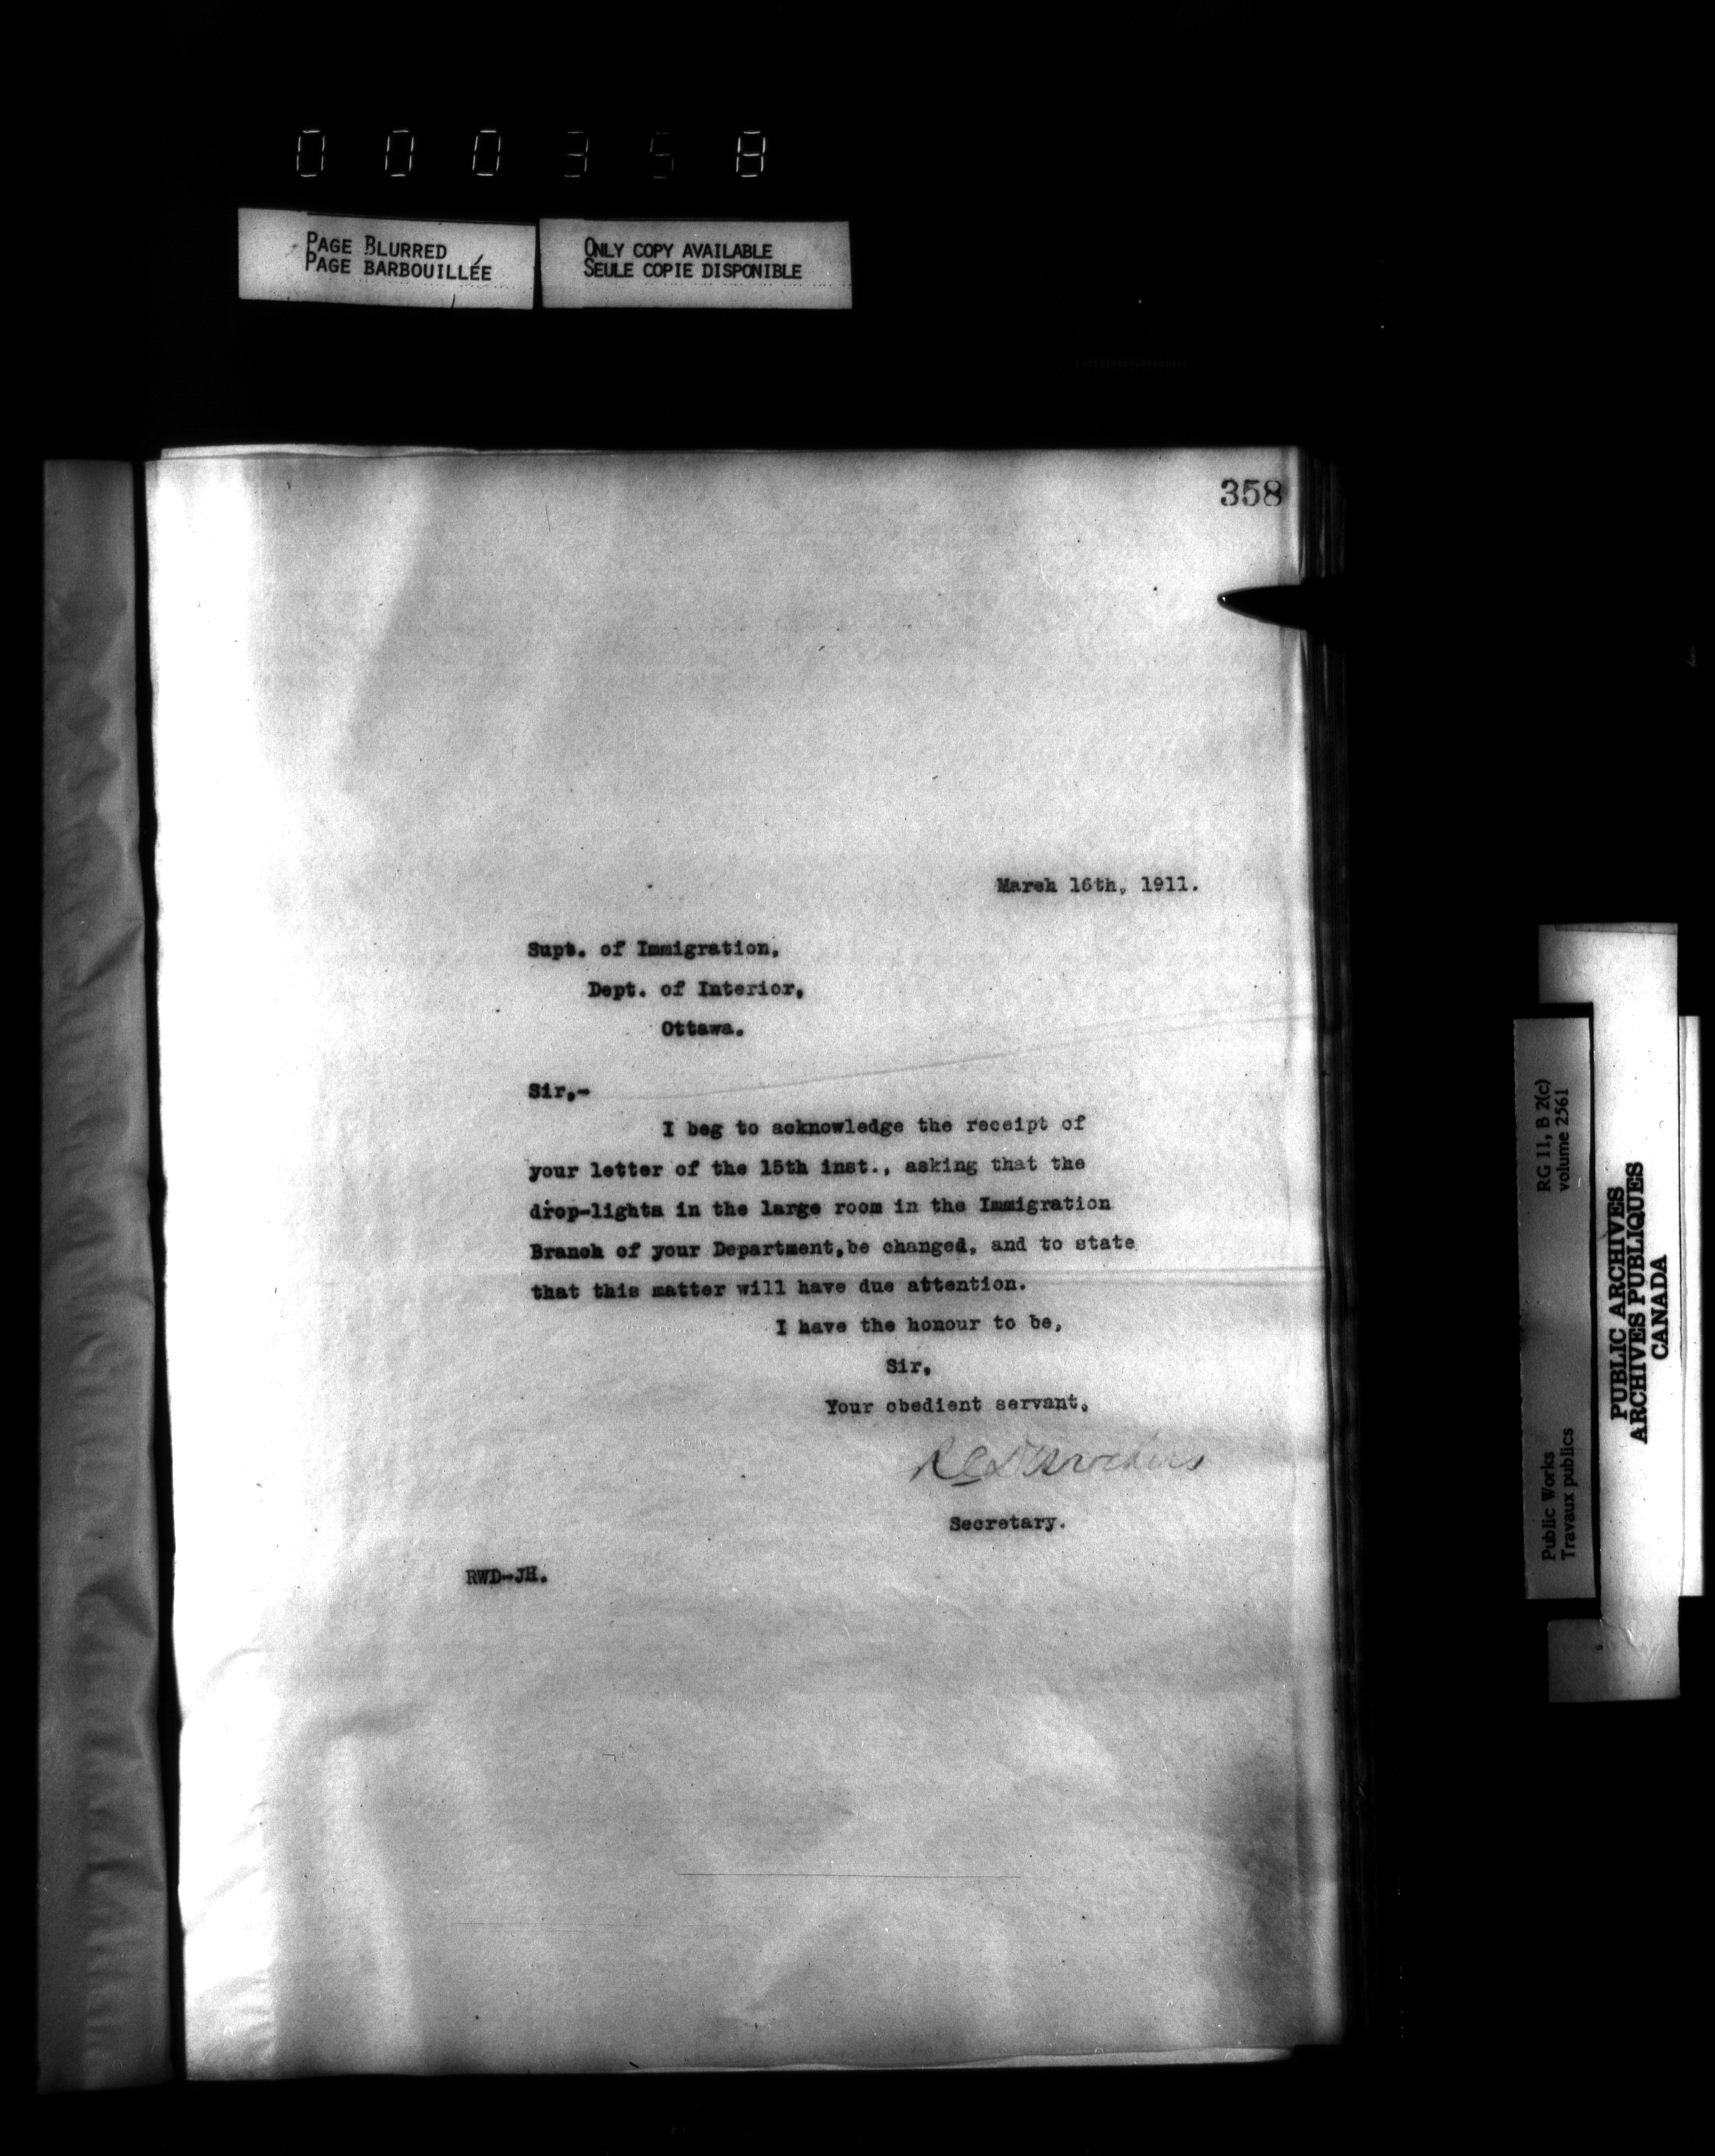 000358
PAGE BLURRED
PAGE BARBOUILLÉE
ONLY COPY AVAILABLE
SEULE COPIE DISPONIBLE
358
March 16th, 1911.
Supt. of Immigration,
Dept. of Interior,
Ottawa.
Sir,-
I beg to acknowledge the receipt of
your letter of the 15th inst., asking that the
drop-lights in the large room in the Immigration
Branch of your Department,be changed, and to state
that this matter will have due attention.
I have the honour to be,
Sir,
Your obedient servant,
Secretary.
RWD-JH.
RG 11, B 2(c)
volume 2561
Public Works
Travaux publics
PUBLIC ARCHIVES
ARCHIVES PUBLIQUES
CANADA